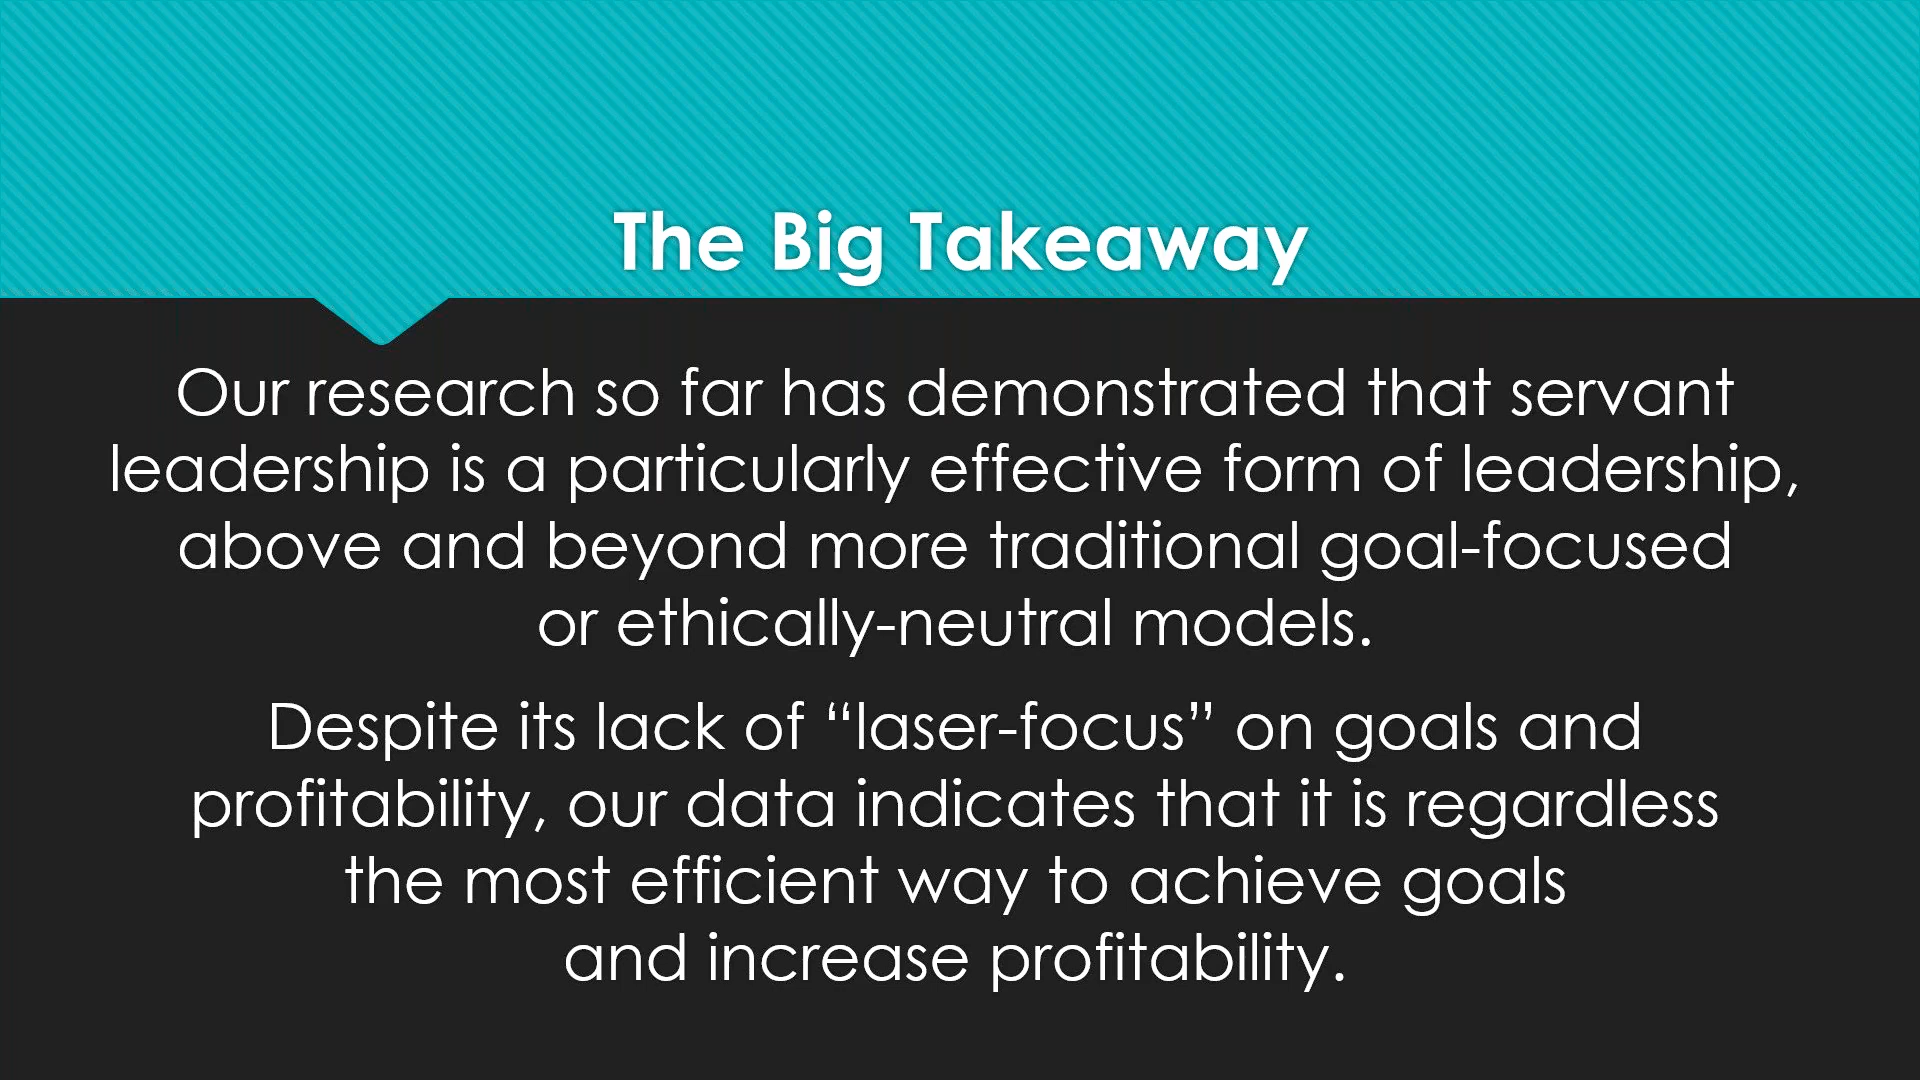 The Big Takeaway
Our research so far has demonstrated that servant
leadership is a particularly effective form of leadership,
above and beyond more traditional goal-focused
or ethically-neutral models.
Despite its lack of “laser-focus” on goals and
profitability, our data indicates that it is regardless
the most efficient way to achieve goals
and increase profitability.